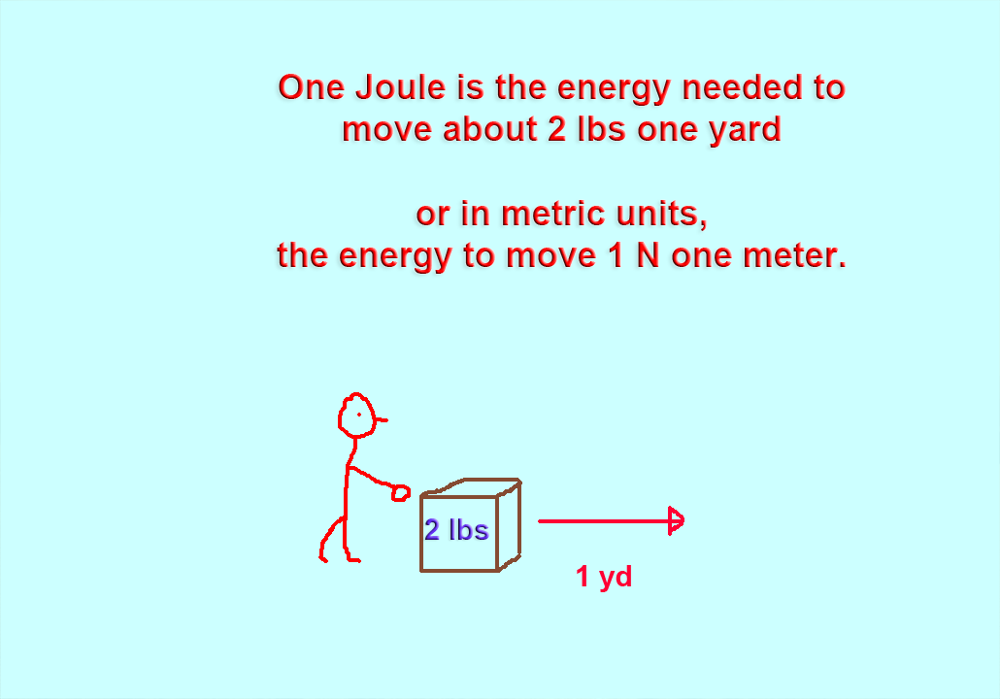 One Joule is the energy needed to
move about 2 lbs one yard
or in metric units,
the energy to move 1 N one meter.
2 lbs
1 yd